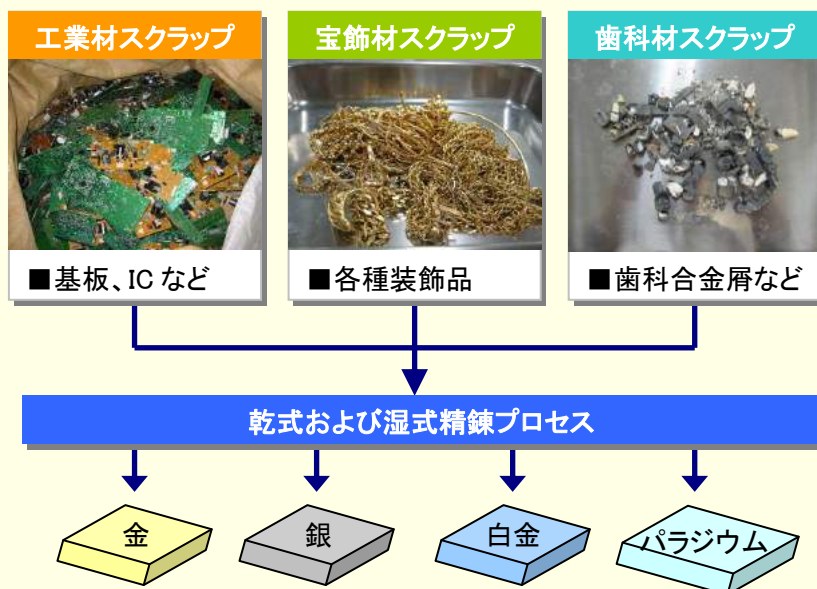 工業材スクラップ
宝飾材スクラップ
歯科材スクラップ
■基板、IC など
■各種装飾品
■歯科合金屑など
乾式および湿式精錬プロセス
金
銀
白金
パラジウム